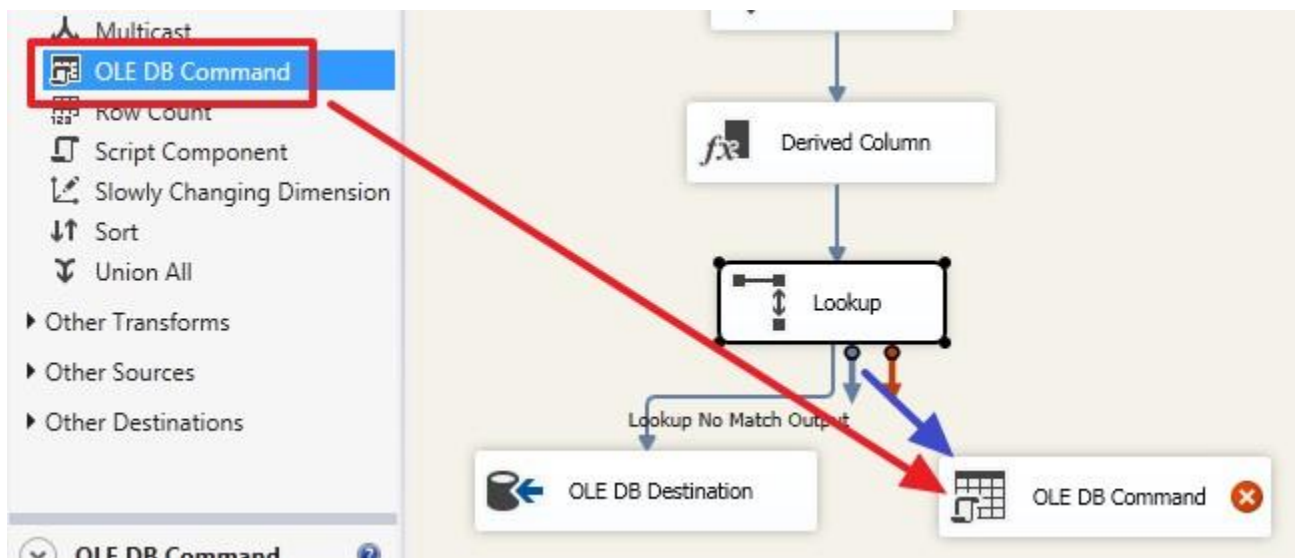 Multicast
OLE DB Command
Row Count
Script Component
Slowly Changing Dimension
Sort
Union All
Other Transforms
Other Sources
Other Destinations
OLE DB Command
Derived Column
Lookup
Lookup No Match Output
OLE DB Destination
OLE DB Command